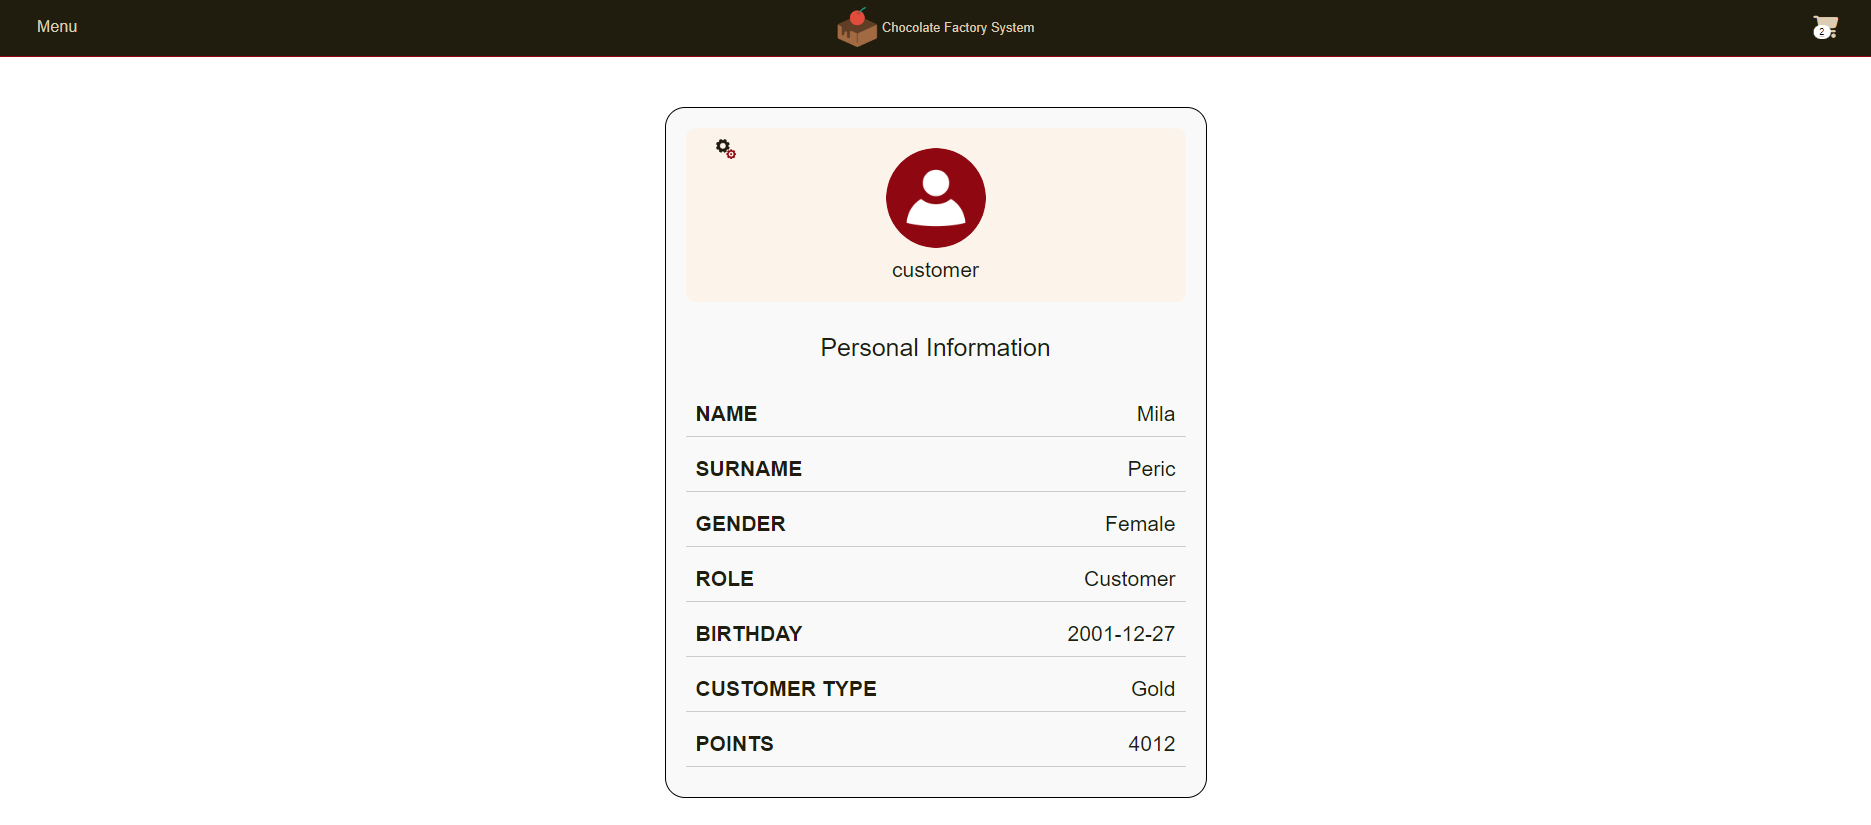 Menu
Chocolate Factory System
2
customer
Personal Information
NAME Mila
SURNAME Peric
GENDER Female
ROLE Customer
BIRTHDAY 2001-12-27
CUSTOMER TYPE Gold
POINTS 4012